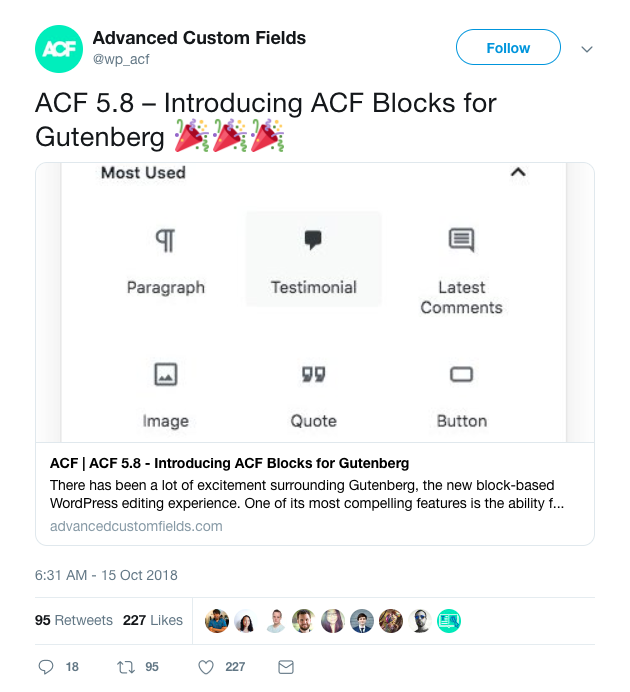 ACF
Advanced Custom Fields
@wp_acf
Follow
ACF 5.8 – Introducing ACF Blocks for
Gutenberg 🎉🎉🎉
Most Used
Paragraph
Testimonial
Latest
Comments
Image
Quote
Button
ACF | ACF 5.8 - Introducing ACF Blocks for Gutenberg
There has been a lot of excitement surrounding Gutenberg, the new block-based
WordPress editing experience. One of its most compelling features is the ability f...
advancedcustomfields.com
6:31 AM - 15 Oct 2018
95 Retweets 227 Likes
18 95 227